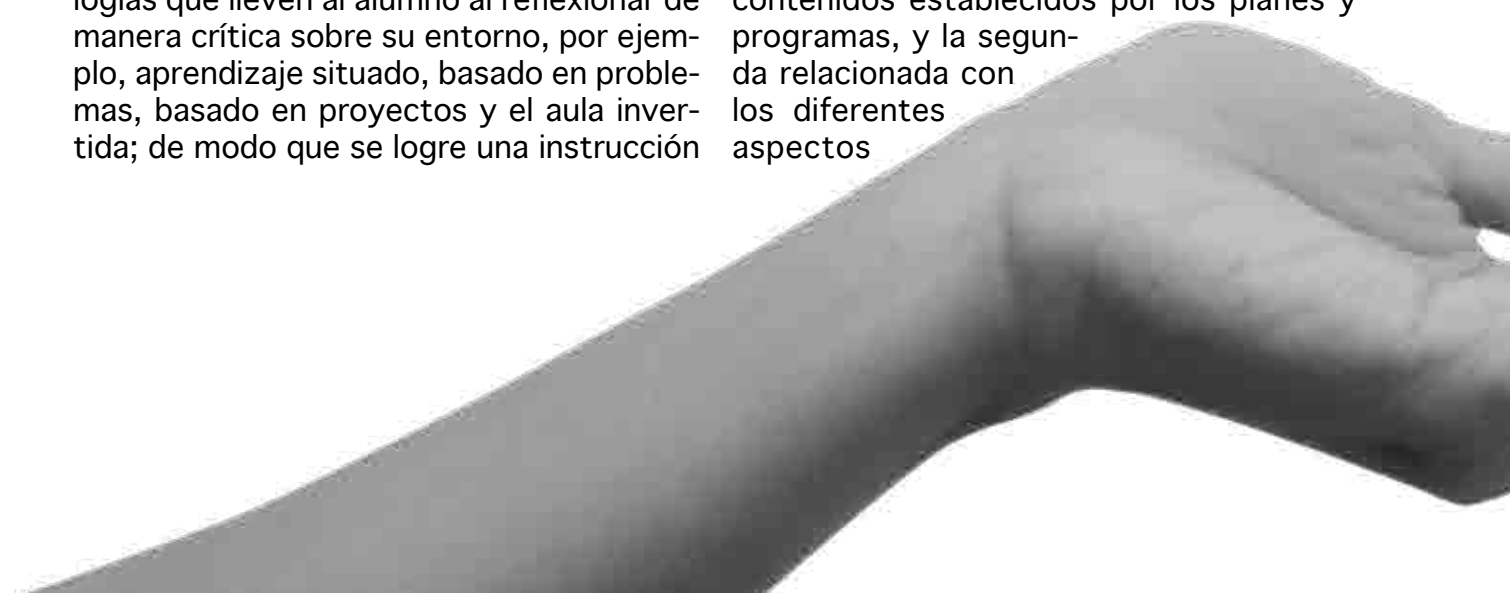 logías que lleven al alumno al reflexionar de
manera crítica sobre su entorno, por ejem-
plo, aprendizaje situado, basado en proble-
mas, basado en proyectos y el aula inver-
tida; de modo que se logre una instrucción
contenidos establecidos por los planes y
programas, y la segun-
da relacionada con
los diferentes
aspectos